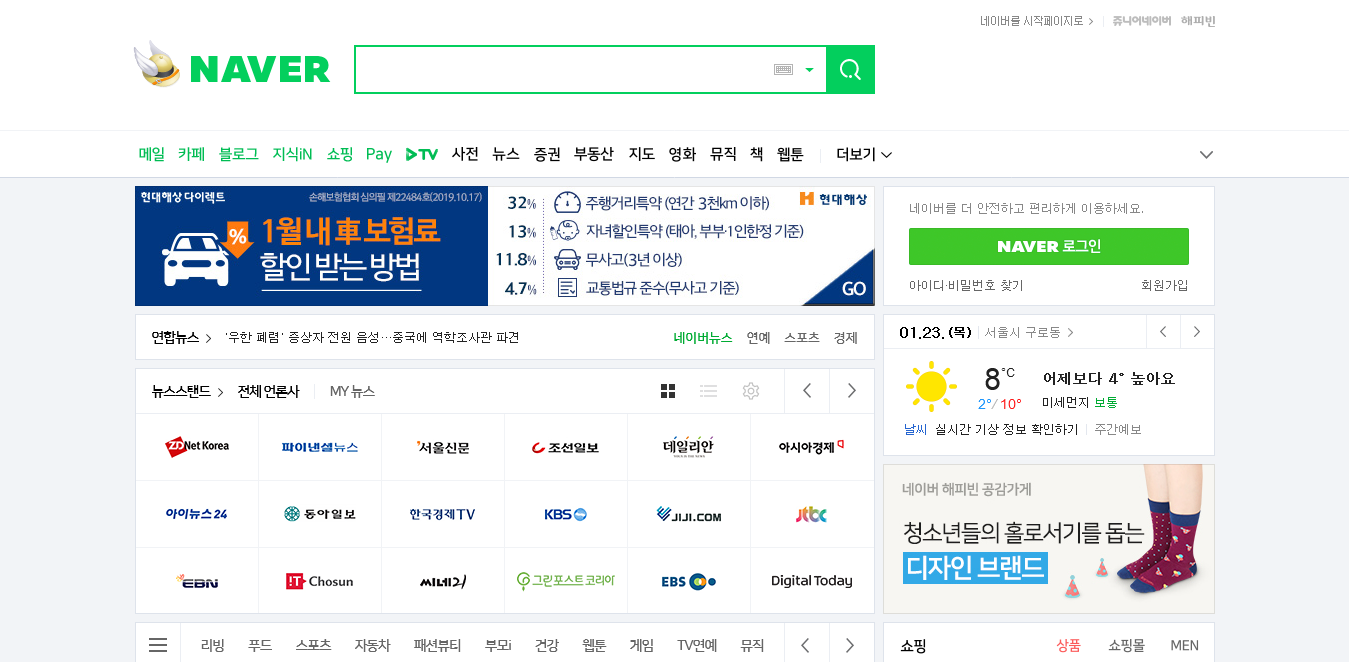 네이버를 시작페이지로 쥬니어네이버 해피빈
NAVER
메일 카페 블로그 지식iN 쇼핑 Pay TV 사전 뉴스 증권 부동산 지도 영화 뮤직 책 웹툰 더보기
현대해상 다이렉트 손해보험협회 심의필 제22484호(2019.10.17)
% 1월내 車 보험료
할인 받는 방법
32% 주행거리특약 (연간 3천km 이하) 현대해상
13% 자녀할인특약 (태아, 부부·1인한정 기준)
11.8% 무사고(3년 이상)
4.7% 교통법규 준수(무사고 기준) GO
네이버를 더 안전하고 편리하게 이용하세요.
NAVER 로그인
아이디·비밀번호 찾기 회원가입
연합뉴스 '우한 폐렴' 증상자 전원 음성…중국에 역학조사관 파견 네이버뉴스 연예 스포츠 경제
01.23.(목) 서울시 구로동
8°C 어제보다 4° 높아요
2°/10° 미세먼지 보통
날씨 실시간 기상 정보 확인하기 주간예보
뉴스스탠드 전체 언론사 MY 뉴스
ZDNet Korea 파이낸셜뉴스 서울신문 조선일보 데일리안 아시아경제
아이뉴스24 동아일보 한국경제TV KBS JIJI.COM jtbc
EBN IT Chosun 씨네21 그린포스트코리아 EBS Digital Today
네이버 해피빈 공감가게
청소년들의 홀로서기를 돕는
디자인 브랜드
리빙 푸드 스포츠 자동차 패션뷰티 부모i 건강 웹툰 게임 TV연예 뮤직
쇼핑 상품 쇼핑몰 MEN